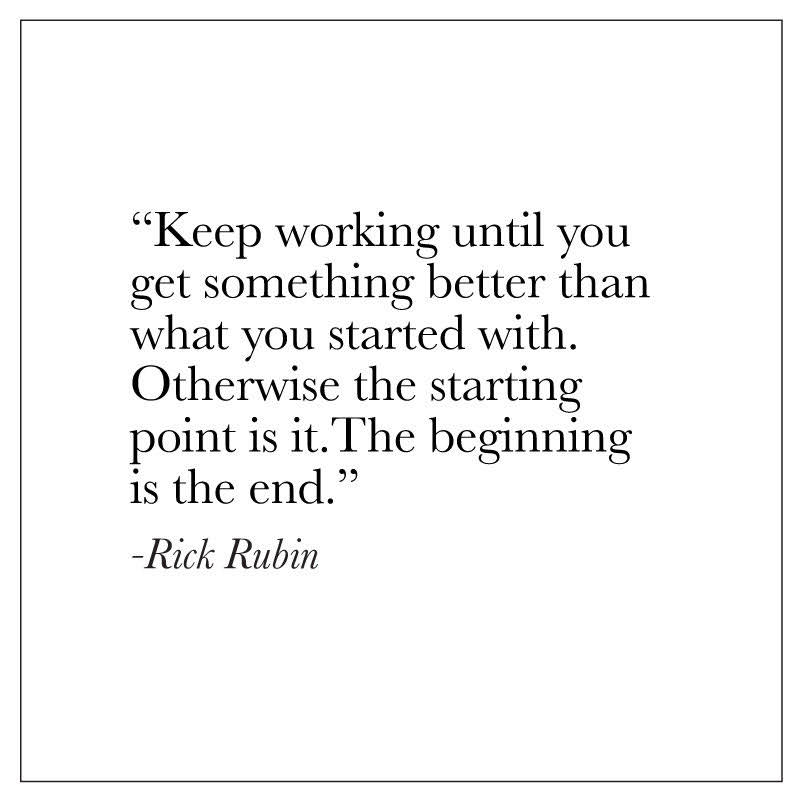 “Keep working until you
get something better than
what you started with.
Otherwise the starting
point is it.The beginning
is the end.”
-Rick Rubin